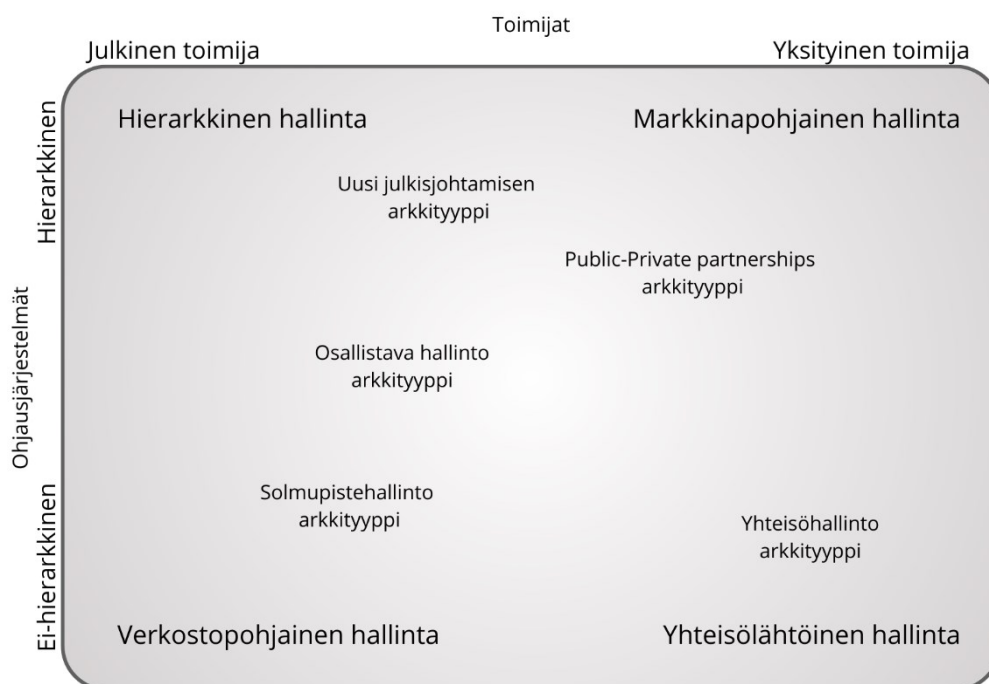 Toimijat
Julkinen toimija
Yksityinen toimija
Hierarkkinen
Ohjausjärjestelmät
Ei-hierarkkinen
Hierarkkinen hallinta
Markkinapohjainen hallinta
Uusi julkisjohtamisen
arkkityyppi
Public-Private partnerships
arkkityyppi
Osallistava hallinto
arkkityyppi
Solmupistehallinto
arkkityyppi
Yhteisöhallinto
arkkityyppi
Verkostopohjainen hallinta
Yhteisölähtöinen hallinta